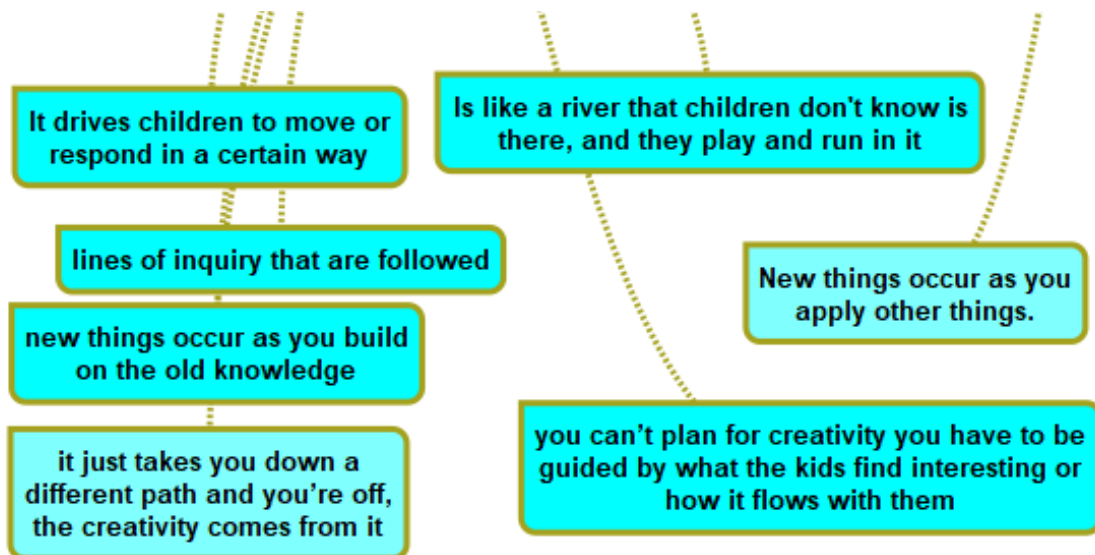 It drives children to move or
respond in a certain way
Is like a river that children don't know is
there, and they play and run in it
lines of inquiry that are followed
New things occur as you
apply other things.
new things occur as you build
on the old knowledge
you can’t plan for creativity you have to be
guided by what the kids find interesting or
how it flows with them
it just takes you down a
different path and you’re off,
the creativity comes from it